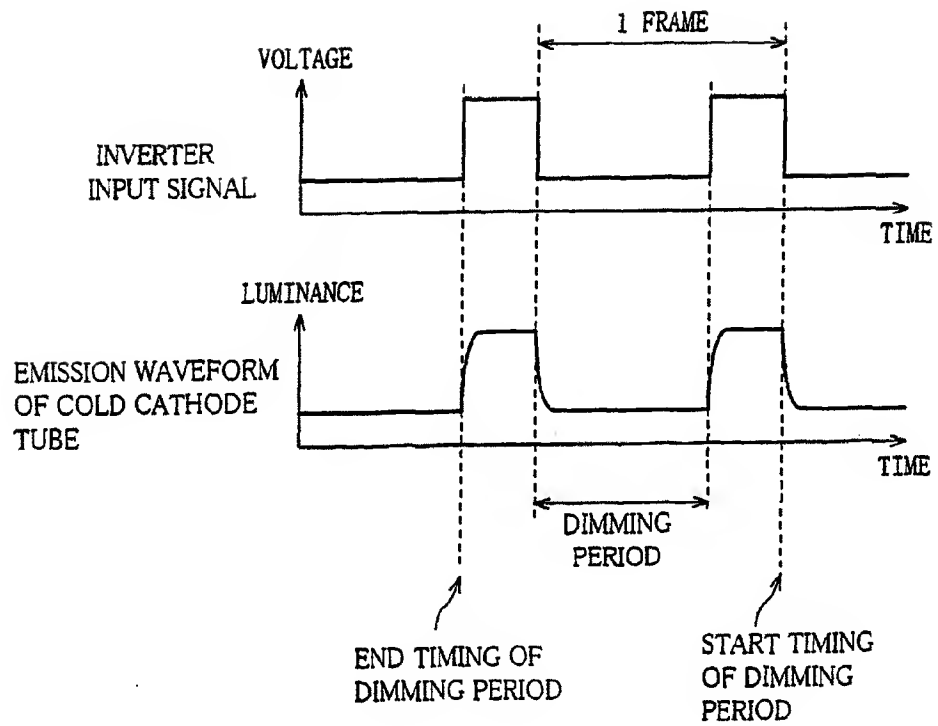 1 FRAME
VOLTAGE
INVERTER
INPUT SIGNAL
TIME
LUMINANCE
EMISSION WAVEFORM
OF COLD CATHODE
TUBE
TIME
DIMMING
PERIOD
END TIMING OF
DIMMING PERIOD
START TIMING
OF DIMMING
PERIOD